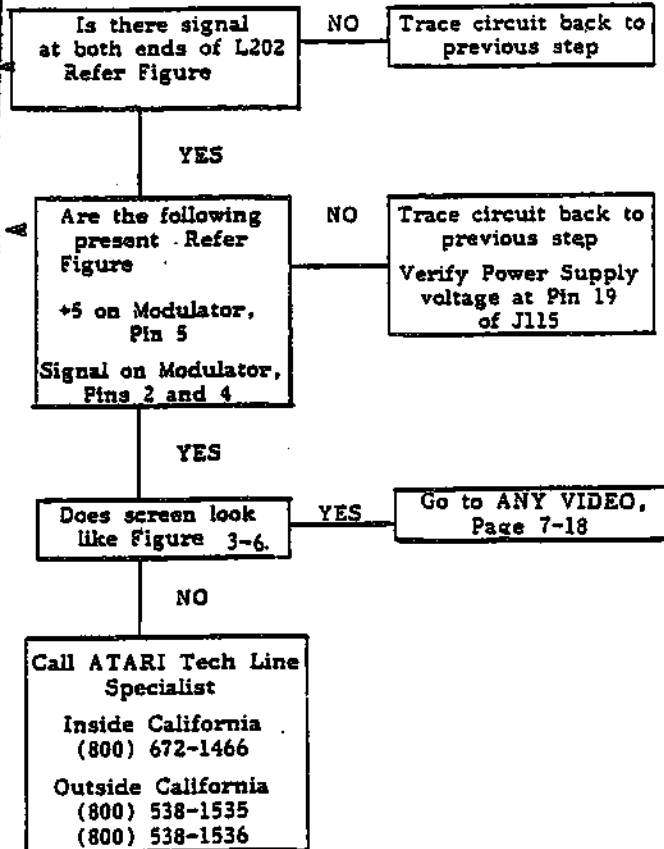 Is there signal
at both ends of L202
Refer Figure
NO
Trace circuit back to
previous step
YES
Are the following
present Refer
Figure
+5 on Modulator,
Pin 5
Signal on Modulator,
Pins 2 and 4
NO
Trace circuit back to
previous step
Verify Power Supply
voltage at Pin 19
of J115
YES
Does screen look
like Figure 3-6.
YES
Go to ANY VIDEO,
Page 7-18
NO
Call ATARI Tech Line
Specialist
Inside California
(800) 672-1466
Outside California
(800) 538-1535
(800) 538-1536